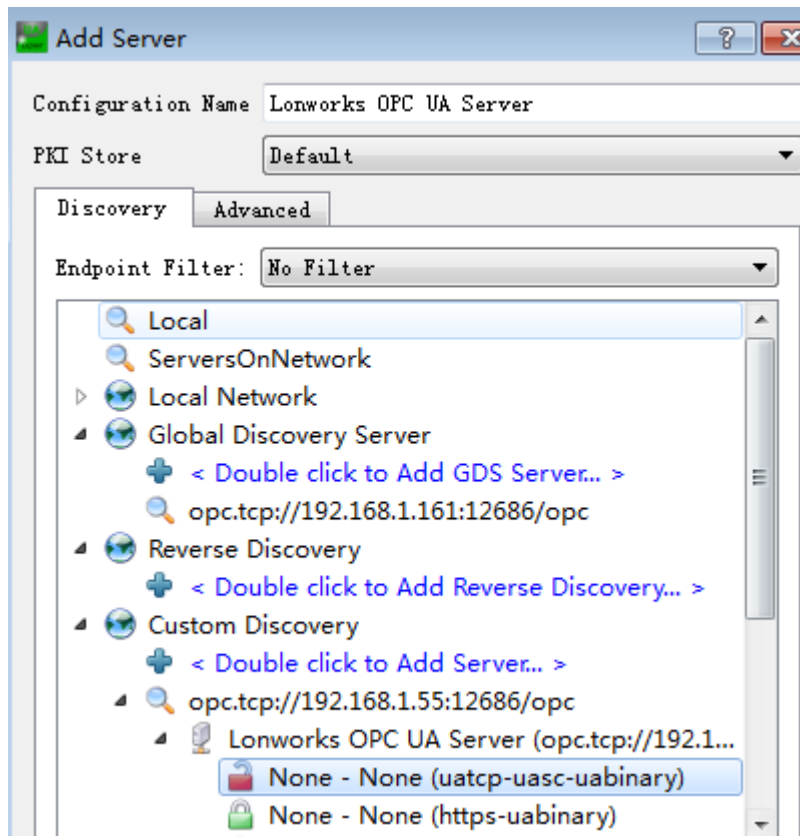 Add Server
Configuration Name Lonworks OPC UA Server
PKI Store Default
Discovery Advanced
Endpoint Filter: No Filter
Local
ServersOnNetwork
Local Network
Global Discovery Server
< Double click to Add GDS Server... >
opc.tcp://192.168.1.161:12686/opc
Reverse Discovery
< Double click to Add Reverse Discovery... >
Custom Discovery
< Double click to Add Server... >
opc.tcp://192.168.1.55:12686/opc
Lonworks OPC UA Server (opc.tcp://192.1...
None - None (uatcp-uasc-uabinary)
None - None (https-uabinary)